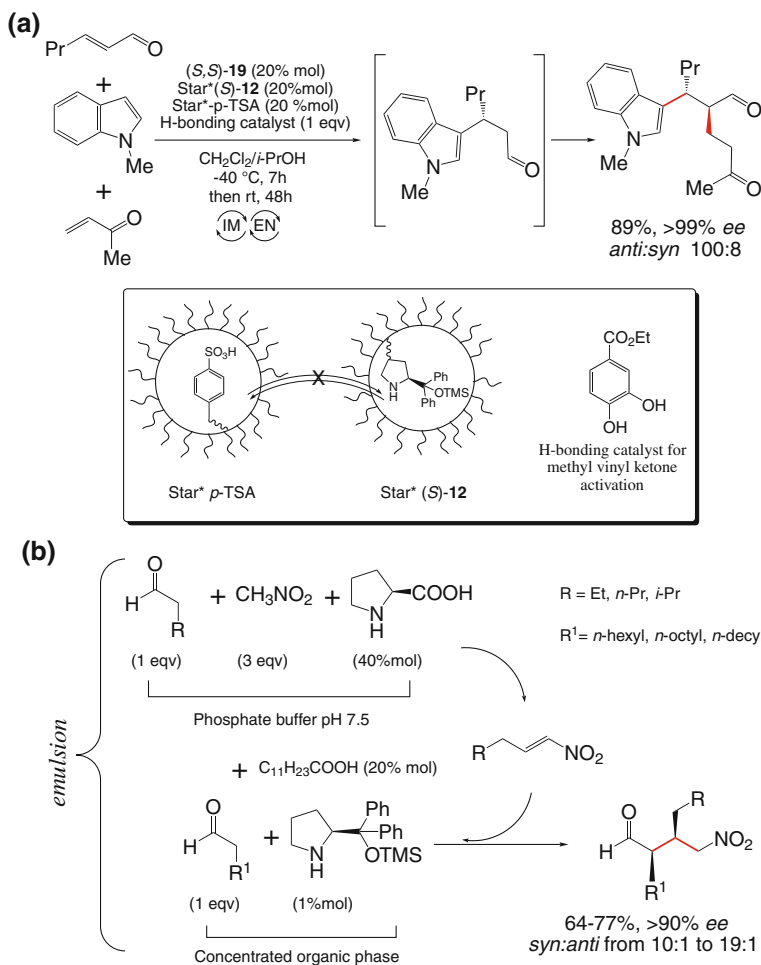 (a)
Pr
O
+
N
Me
+
O
Me
(S,S)-19 (20% mol)
Star*(S)-12 (20%mol)
Star*-p-TSA (20 %mol)
H-bonding catalyst (1 eqv)
CH2Cl2/i-PrOH
-40 °C, 7h
then rt, 48h
IM EN
Pr
N
Me
O
Pr
O
N
Me
O
Me
89%, >99% ee
anti:syn 100:8
SO3H
X
N
H
Ph
OTMS
Ph
CO2Et
OH
OH
H-bonding catalyst for
methyl vinyl ketone
activation
Star* p-TSA
Star* (S)-12
(b)
emulsion
O
H
R
+ CH3NO2 +
N
H
COOH
(1 eqv) (3 eqv) (40%mol)
Phosphate buffer pH 7.5
R = Et, n-Pr, i-Pr
R1= n-hexyl, n-octyl, n-decy
R
NO2
+ C11H23COOH (20% mol)
O
H
R1
+
N
H
Ph
Ph
OTMS
(1 eqv) (1%mol)
Concentrated organic phase
O
H
R
NO2
R1
64-77%, >90% ee
syn:anti from 10:1 to 19:1